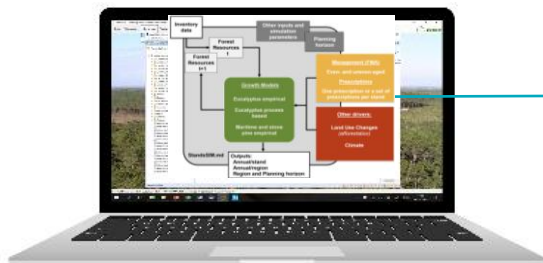 Inventory
data
Other inputs and
simulation
parameters
Planning
horizon
Forest
Resources
t
Forest
Resources
t+1
Growth Models
Eucalyptus empirical
Eucalyptus process
based
Maritime and stone
pine empirical
Management (FMA)
Even- and uneven-aged
Prescriptions
One prescription or a set of
prescriptions per stand
Other drivers:
Land Use Changes
(afforestation)
Climate
StandsSIM.md
Outputs:
Annual/stand
Annual/region
Region and Planning horizon